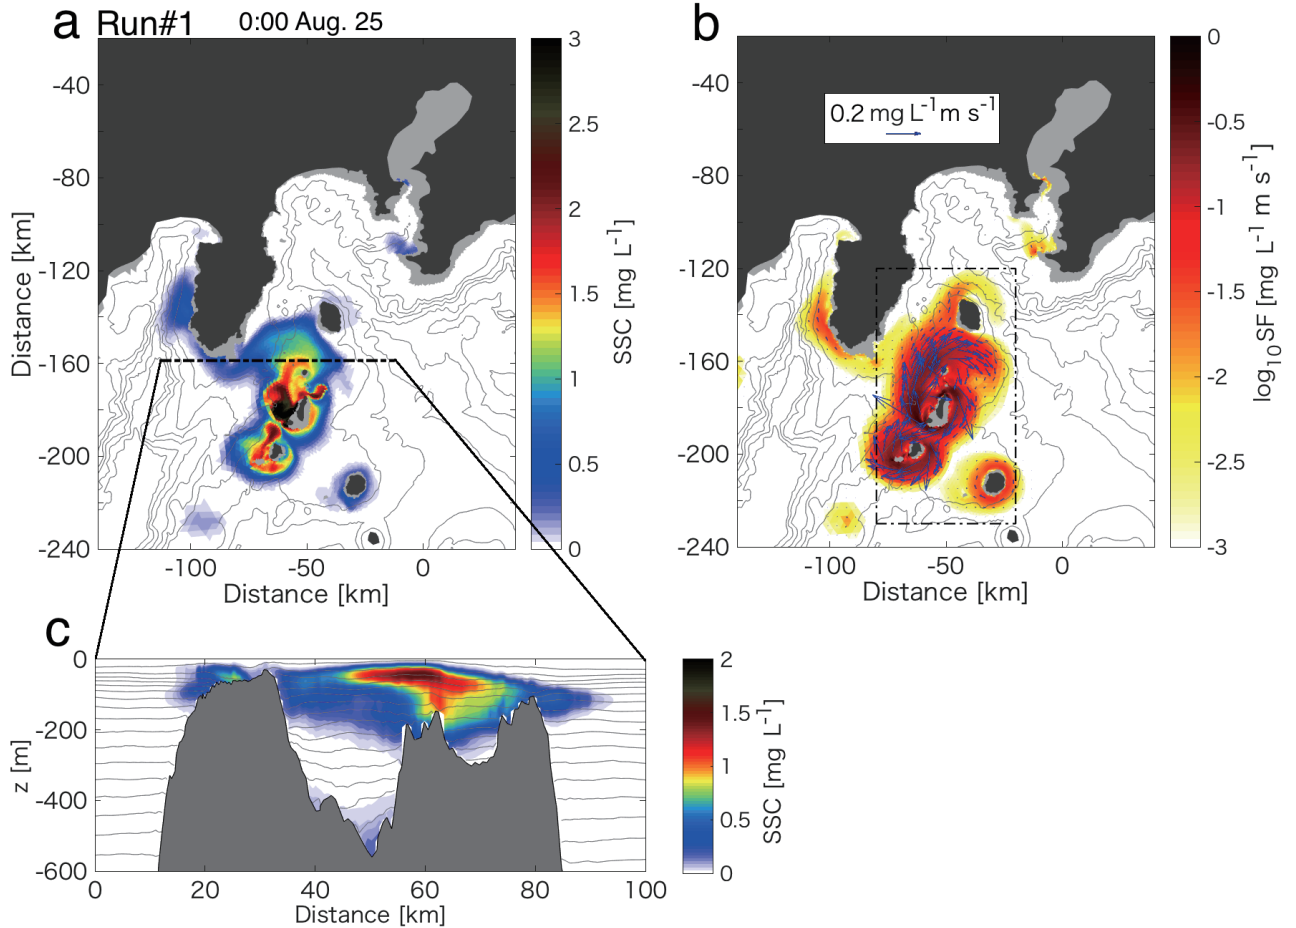 a Run#1 0:00 Aug. 25
-40
-80
-120
-160
-200
-240
Distance [km]
-100 -50 0
Distance [km]
3
2.5
2
1.5
1
0.5
0
SSC [mg L⁻¹]
b
0.2 mg L⁻¹ m s⁻¹
-40
-80
-120
-160
-200
-240
-100 -50 0
Distance [km]
0
-0.5
-1
-1.5
-2
-2.5
-3
log₁₀SF [mg L⁻¹ m s⁻¹]
c
0
-200
-400
-600
z [m]
0 20 40 60 80 100
Distance [km]
2
1.5
1
0.5
0
SSC [mg L⁻¹]